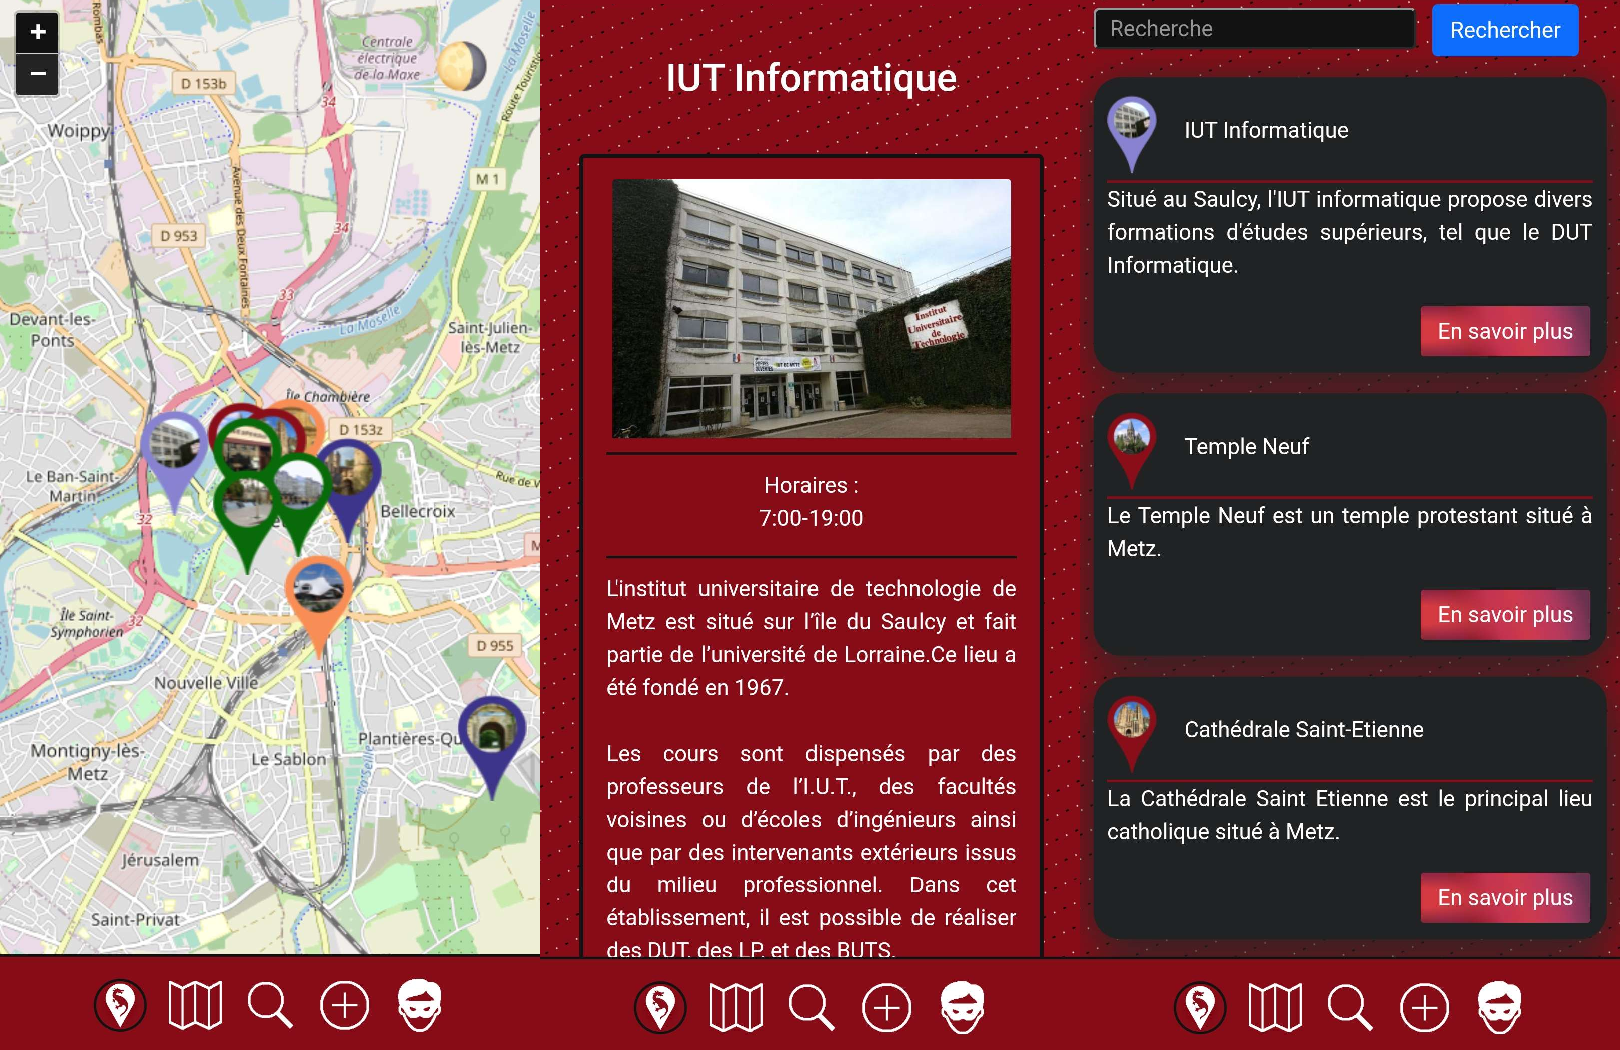 +
−
Rombas
Centrale
électrique
de la Maxe
La Moselle
Route Touristi
D 153b
34
Woippy
M 1
Avenue des Deux Fontaines
D 953
34
33
La Moselle
Devant-les-
Ponts
Saint-Julien-
lès-Metz
Île Chambière
D 153z
Le Ban-Saint-
Martin
Rue de V
32
Bellecroix
M
Île Saint-
Symphorien
32
D 955
Nouvelle Ville
Montigny-lès-
Metz
Le Sablon
Plantières-Qu
Jérusalem
Saint-Privat
IUT Informatique
Institut
Universitaire
de
Technologie
Horaires :
7:00-19:00
L'institut universitaire de technologie de
Metz est situé sur l’île du Saulcy et fait
partie de l’université de Lorraine.Ce lieu a
été fondé en 1967.
Les cours sont dispensés par des
professeurs de l’I.U.T., des facultés
voisines ou d’écoles d’ingénieurs ainsi
que par des intervenants extérieurs issus
du milieu professionnel. Dans cet
établissement, il est possible de réaliser
des DUT, des LP, et des BUTS.
Recherche
Rechercher
IUT Informatique
Situé au Saulcy, l'IUT informatique propose divers
formations d'études supérieurs, tel que le DUT
Informatique.
En savoir plus
Temple Neuf
Le Temple Neuf est un temple protestant situé à
Metz.
En savoir plus
Cathédrale Saint-Etienne
La Cathédrale Saint Etienne est le principal lieu
catholique situé à Metz.
En savoir plus